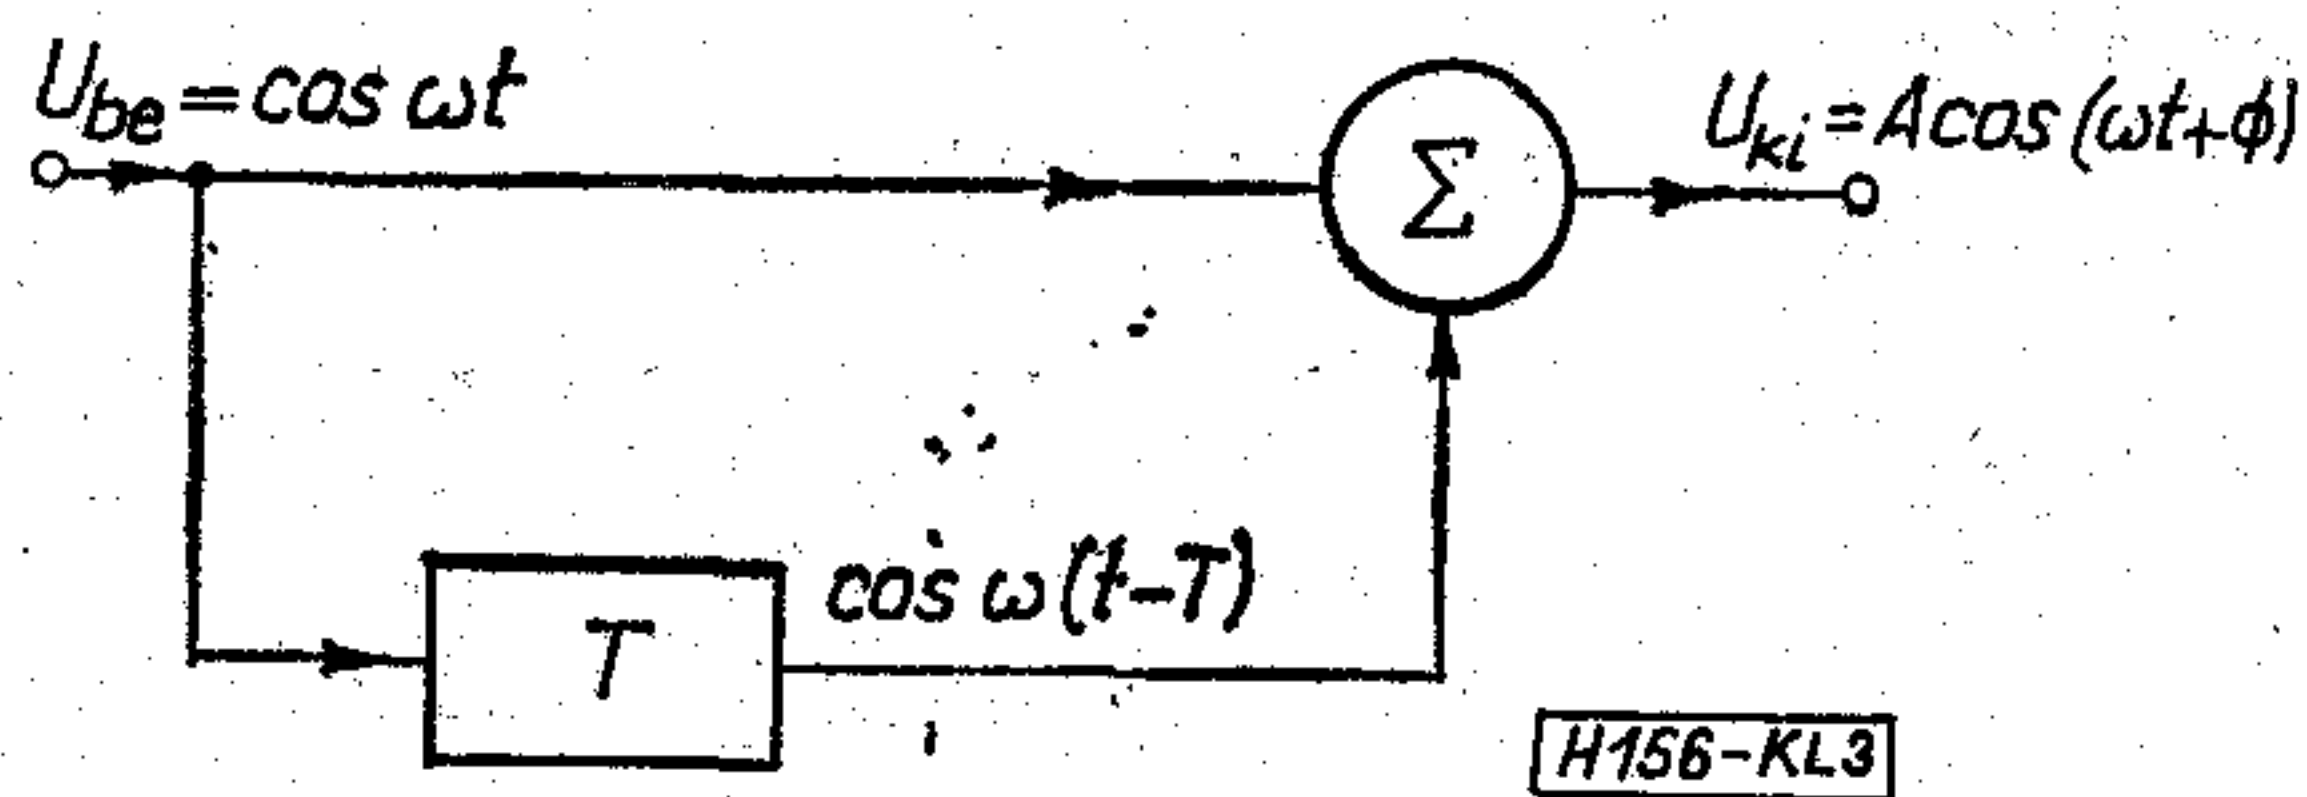 U_be = cos ωt
Σ
U_ki = A cos (ωt+ϕ)
T
cos ω(t-T)
H156-KL3